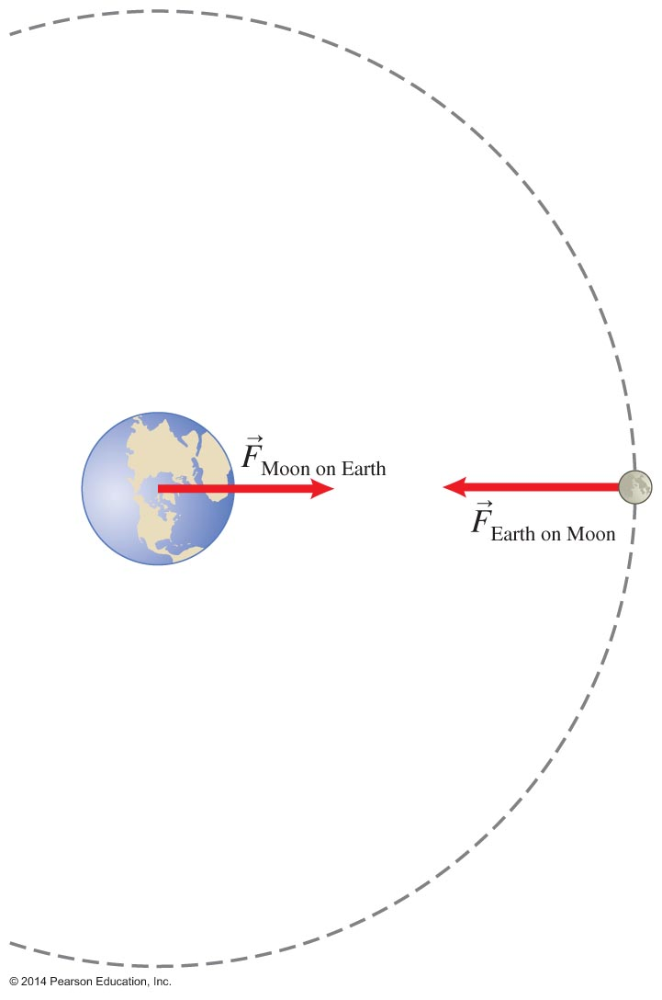 F⃗ Moon on Earth
F⃗ Earth on Moon
© 2014 Pearson Education, Inc.